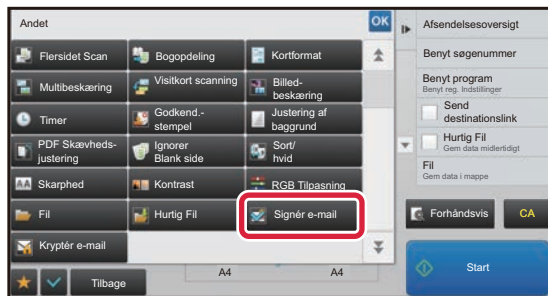 Andet
OK
Flersidet Scan
Bogopdeling
Kortformat
Multibeskæring
Visitkort scanning
Billed-
beskæring
Timer
Godkend.-
stempel
Justering af
baggrund
PDF Skævheds-
justering
Ignorer
Blank side
Sort/
hvid
AA Skarphed
Kontrast
RGB Tilpasning
Fil
Hurtig Fil
Signér e-mail
Kryptér e-mail
Tilbage
A4
A4
Afsendelsesoversigt
Benyt søgenummer
Benyt program
Benyt reg. Indstillinger
Send
destinationslink
Hurtig Fil
Gem data midlertidigt
Fil
Gem data i mappe
Forhåndsvis
CA
Start